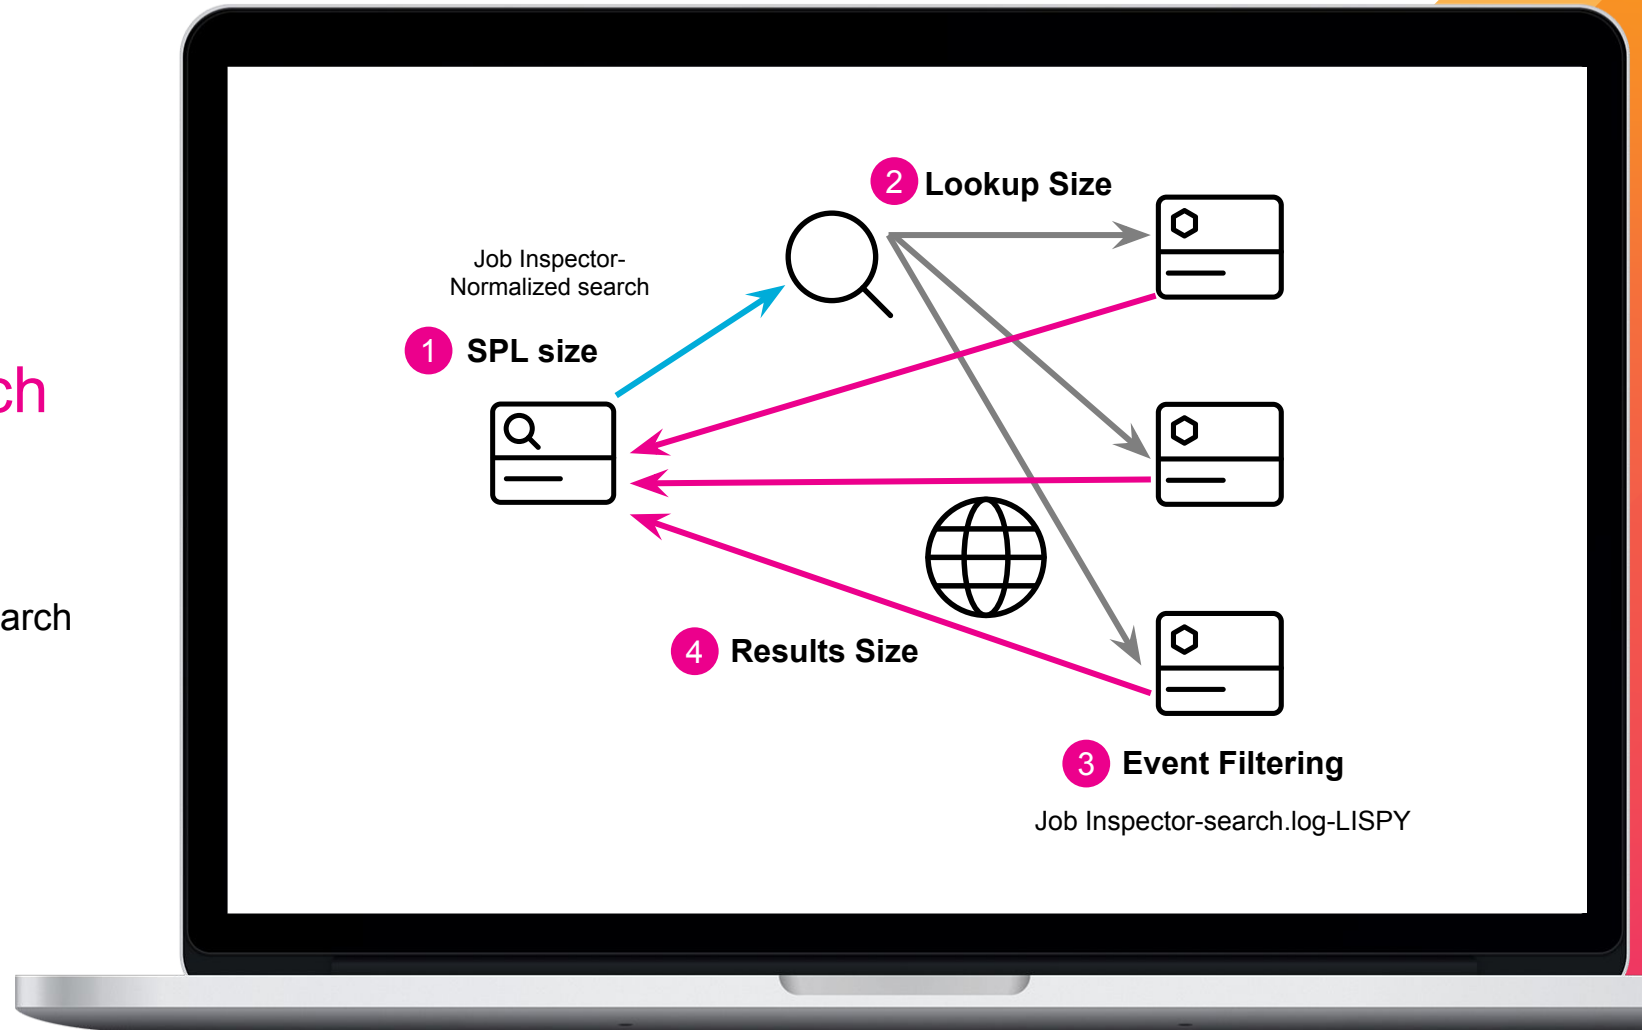 ch
arch
2 Lookup Size
Job Inspector-
Normalized search
1 SPL size
4 Results Size
3 Event Filtering
Job Inspector-search.log-LISPY